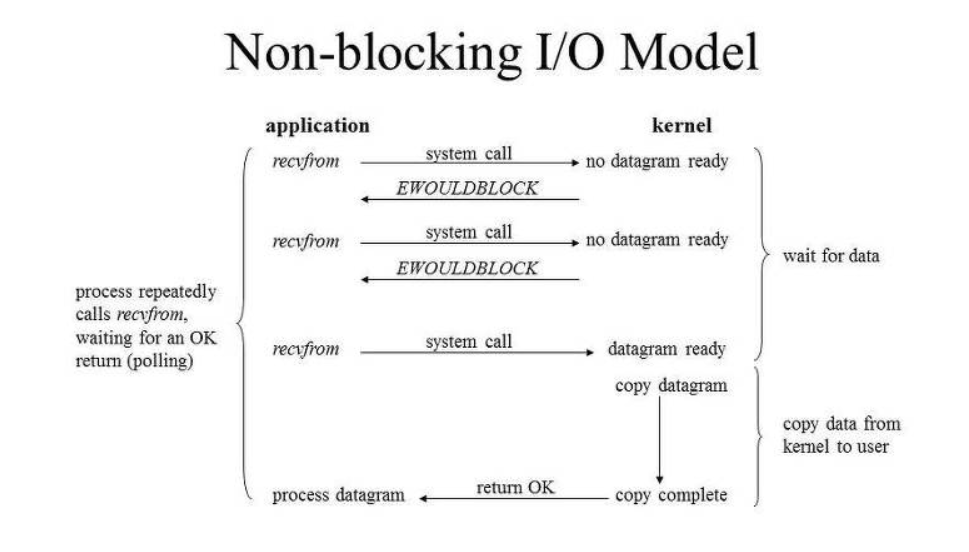 Non-blocking I/O Model
application
kernel
recvfrom
system call
no datagram ready
EWOULDBLOCK
recvfrom
system call
no datagram ready
EWOULDBLOCK
wait for data
process repeatedly
calls recvfrom,
waiting for an OK
return (polling)
recvfrom
system call
datagram ready
copy datagram
copy data from
kernel to user
process datagram
return OK
copy complete